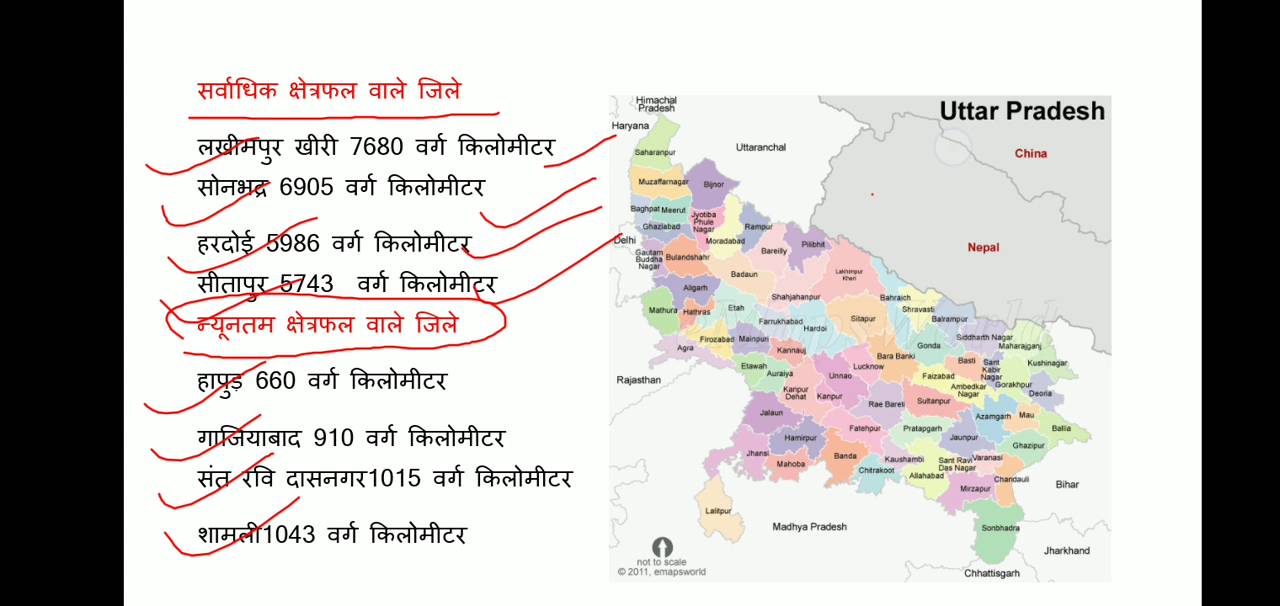 सर्वाधिक क्षेत्रफल वाले जिले
लखीमपुर खीरी 7680 वर्ग किलोमीटर
सोनभद्र 6905 वर्ग किलोमीटर
हरदोई 5986 वर्ग किलोमीटर
सीतापुर 5743 वर्ग किलोमीटर
न्यूनतम क्षेत्रफल वाले जिले
हापुड़ 660 वर्ग किलोमीटर
गाजियाबाद 910 वर्ग किलोमीटर
संत रवि दासनगर1015 वर्ग किलोमीटर
शामली1043 वर्ग किलोमीटर
Uttar Pradesh
Himachal
Pradesh
Haryana
Uttaranchal
China
Nepal
Delhi
Rajasthan
Madhya Pradesh
Bihar
Jharkhand
Chhattisgarh
Saharanpur
Muzaffarnagar
Bijnor
Baghpat
Meerut
Jyotiba
Phule
Nagar
Rampur
Ghaziabad
Moradabad
Gautam
Buddha
Nagar
Bulandshahr
Bareilly
Pilibhit
Badaun
Lakhimpur
Kheri
Aligarh
Shahjahanpur
Bahraich
Shravasti
Balrampur
Mathura
Hathras
Etah
Farrukhabad
Hardoi
Sitapur
Siddharth Nagar
Maharajganj
Agra
Firozabad
Mainpuri
Kannauj
Gonda
Bara Banki
Basti
Sant
Kabir
Nagar
Kushinagar
Etawah
Auraiya
Lucknow
Unnao
Faizabad
Ambedkar
Nagar
Gorakhpur
Deoria
Kanpur
Dehat
Kanpur
Rae Bareli
Sultanpur
Azamgarh
Mau
Ballia
Jalaun
Hamirpur
Fatehpur
Pratapgarh
Jaunpur
Ghazipur
Jhansi
Mahoba
Banda
Chitrakoot
Kaushambi
Allahabad
Sant Ravi
Das Nagar
Varanasi
Chandauli
Mirzapur
Lalitpur
Sonbhadra
not to scale
© 2011, emapsworld